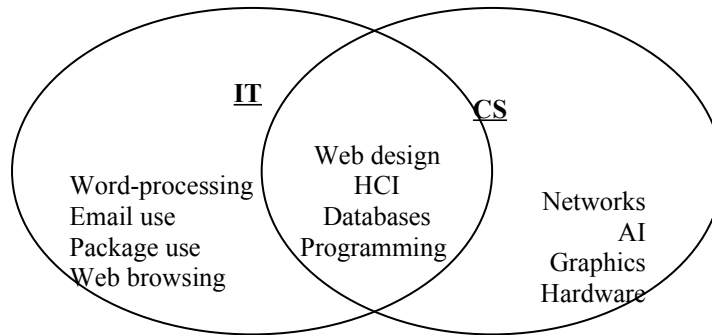 IT
CS
Word-processing
Email use
Package use
Web browsing
Web design
HCI
Databases
Programming
Networks
AI
Graphics
Hardware